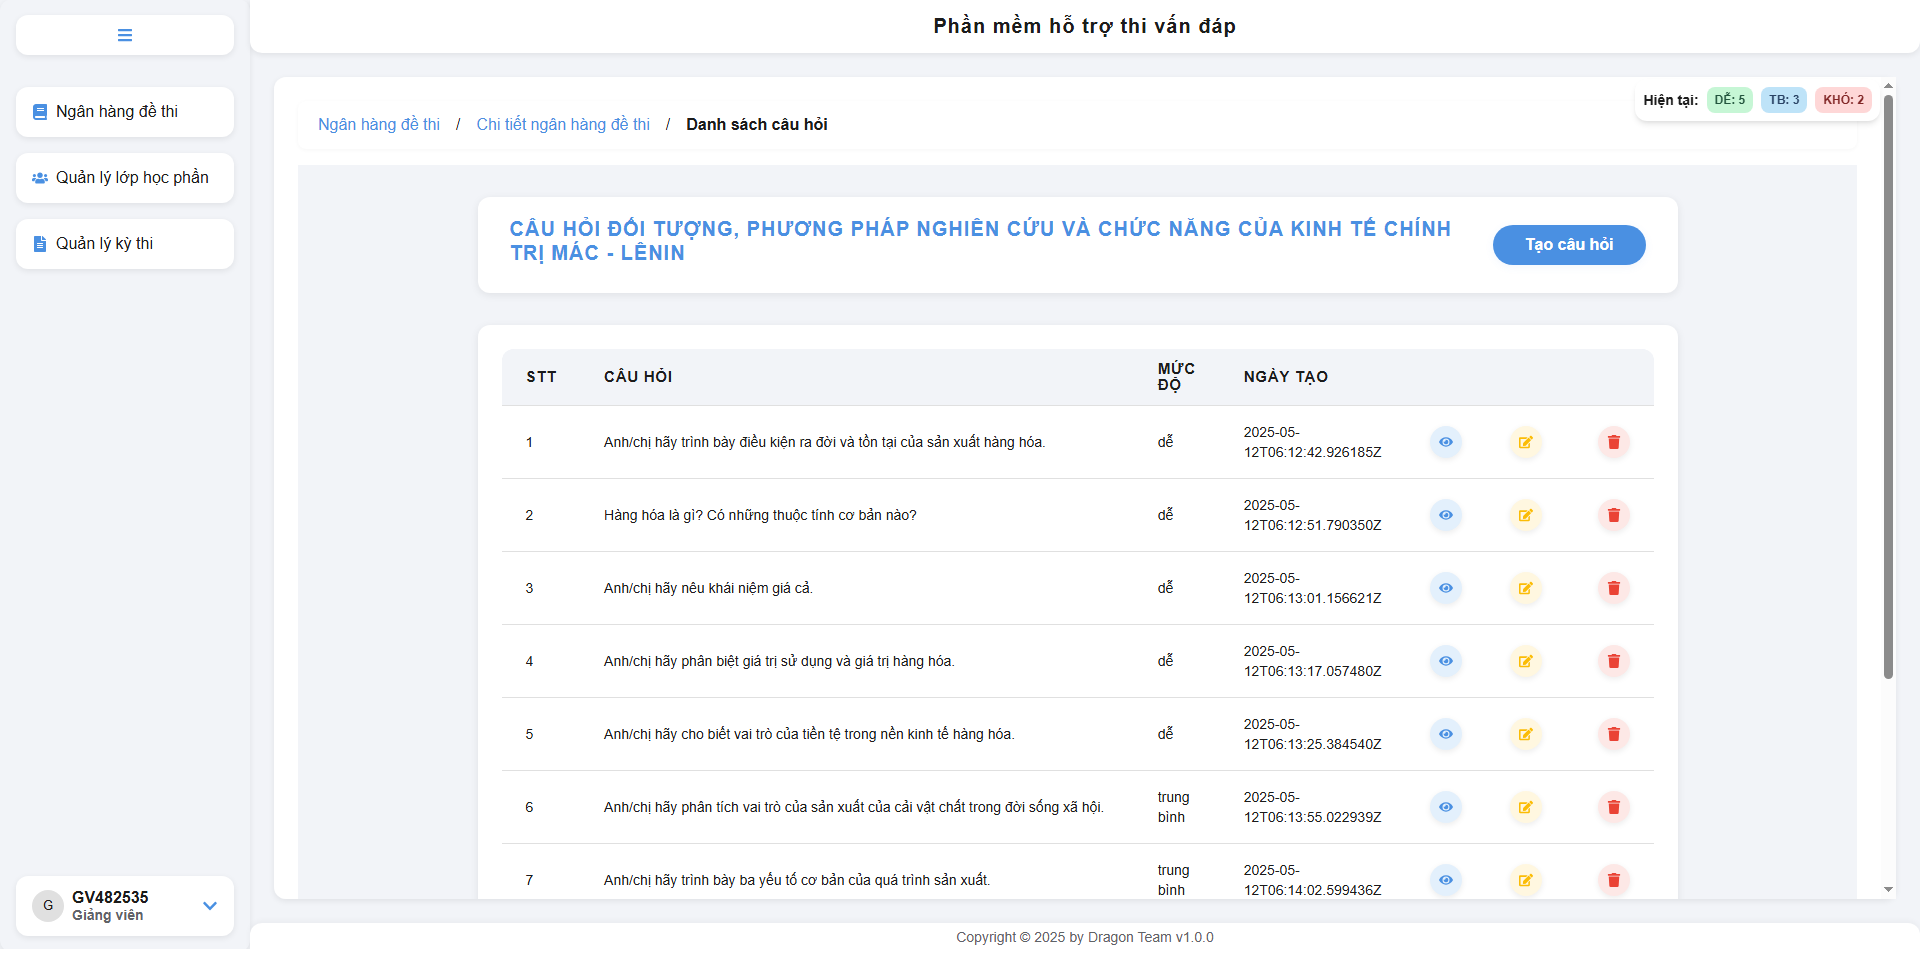 Phần mềm hỗ trợ thi vấn đáp
Ngân hàng đề thi
Quản lý lớp học phần
Quản lý kỳ thi
Hiện tại: DỄ: 5 TB: 3 KHÓ: 2
Ngân hàng đề thi / Chi tiết ngân hàng đề thi / Danh sách câu hỏi
CÂU HỎI ĐỐI TƯỢNG, PHƯƠNG PHÁP NGHIÊN CỨU VÀ CHỨC NĂNG CỦA KINH TẾ CHÍNH
TRỊ MÁC - LÊNIN
Tạo câu hỏi
STT CÂU HỎI MỨC ĐỘ NGÀY TẠO
1 Anh/chị hãy trình bày điều kiện ra đời và tồn tại của sản xuất hàng hóa. dễ 2025-05-12T06:12:42.926185Z
2 Hàng hóa là gì? Có những thuộc tính cơ bản nào? dễ 2025-05-12T06:12:51.790350Z
3 Anh/chị hãy nêu khái niệm giá cả. dễ 2025-05-12T06:13:01.156621Z
4 Anh/chị hãy phân biệt giá trị sử dụng và giá trị hàng hóa. dễ 2025-05-12T06:13:17.057480Z
5 Anh/chị hãy cho biết vai trò của tiền tệ trong nền kinh tế hàng hóa. dễ 2025-05-12T06:13:25.384540Z
6 Anh/chị hãy phân tích vai trò của sản xuất của cải vật chất trong đời sống xã hội. trung bình 2025-05-12T06:13:55.022939Z
7 Anh/chị hãy trình bày ba yếu tố cơ bản của quá trình sản xuất. trung bình 2025-05-12T06:14:02.599436Z
G
GV482535
Giảng viên
Copyright © 2025 by Dragon Team v1.0.0